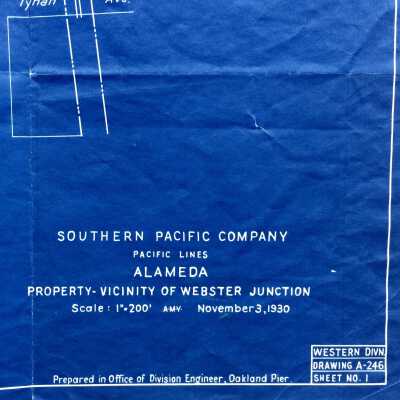 Tynan Ave.
SOUTHERN PACIFIC COMPANY
PACIFIC LINES
ALAMEDA
PROPERTY-VICINITY OF WEBSTER JUNCTION
Scale: 1"=200' AMY November 3, 1930
WESTERN DIVN.
DRAWING A-246
SHEET NO. 1
Prepared in Office of Division Engineer, Oakland Pier.